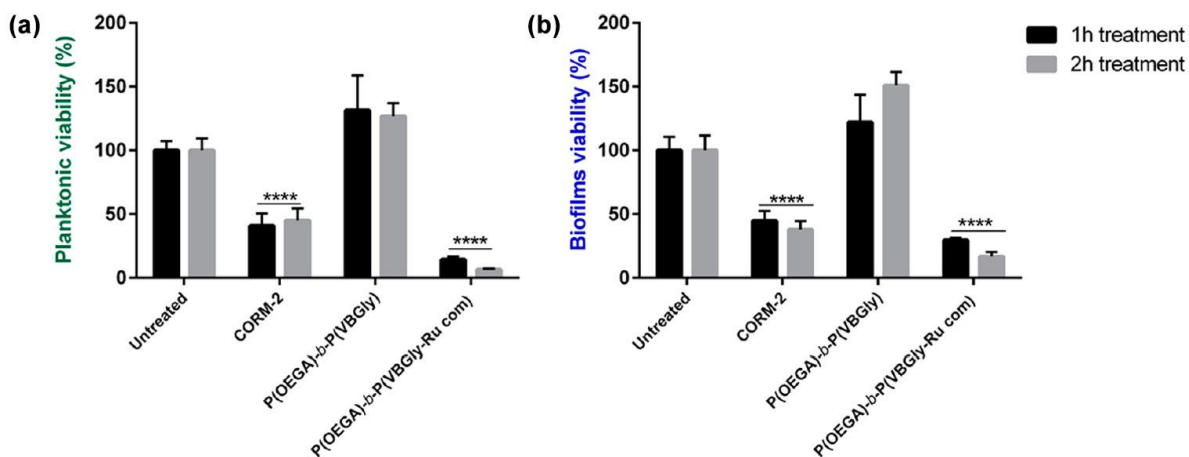 (a)
Planktonic viability (%)
200
150
100
50
0
****
****
Untreated
CORM-2
P(OEGA)-b-P(VBGly)
P(OEGA)-b-P(VBGly-Ru com)
(b)
Biofilms viability (%)
200
150
100
50
0
****
****
Untreated
CORM-2
P(OEGA)-b-P(VBGly)
P(OEGA)-b-P(VBGly-Ru com)
1h treatment
2h treatment